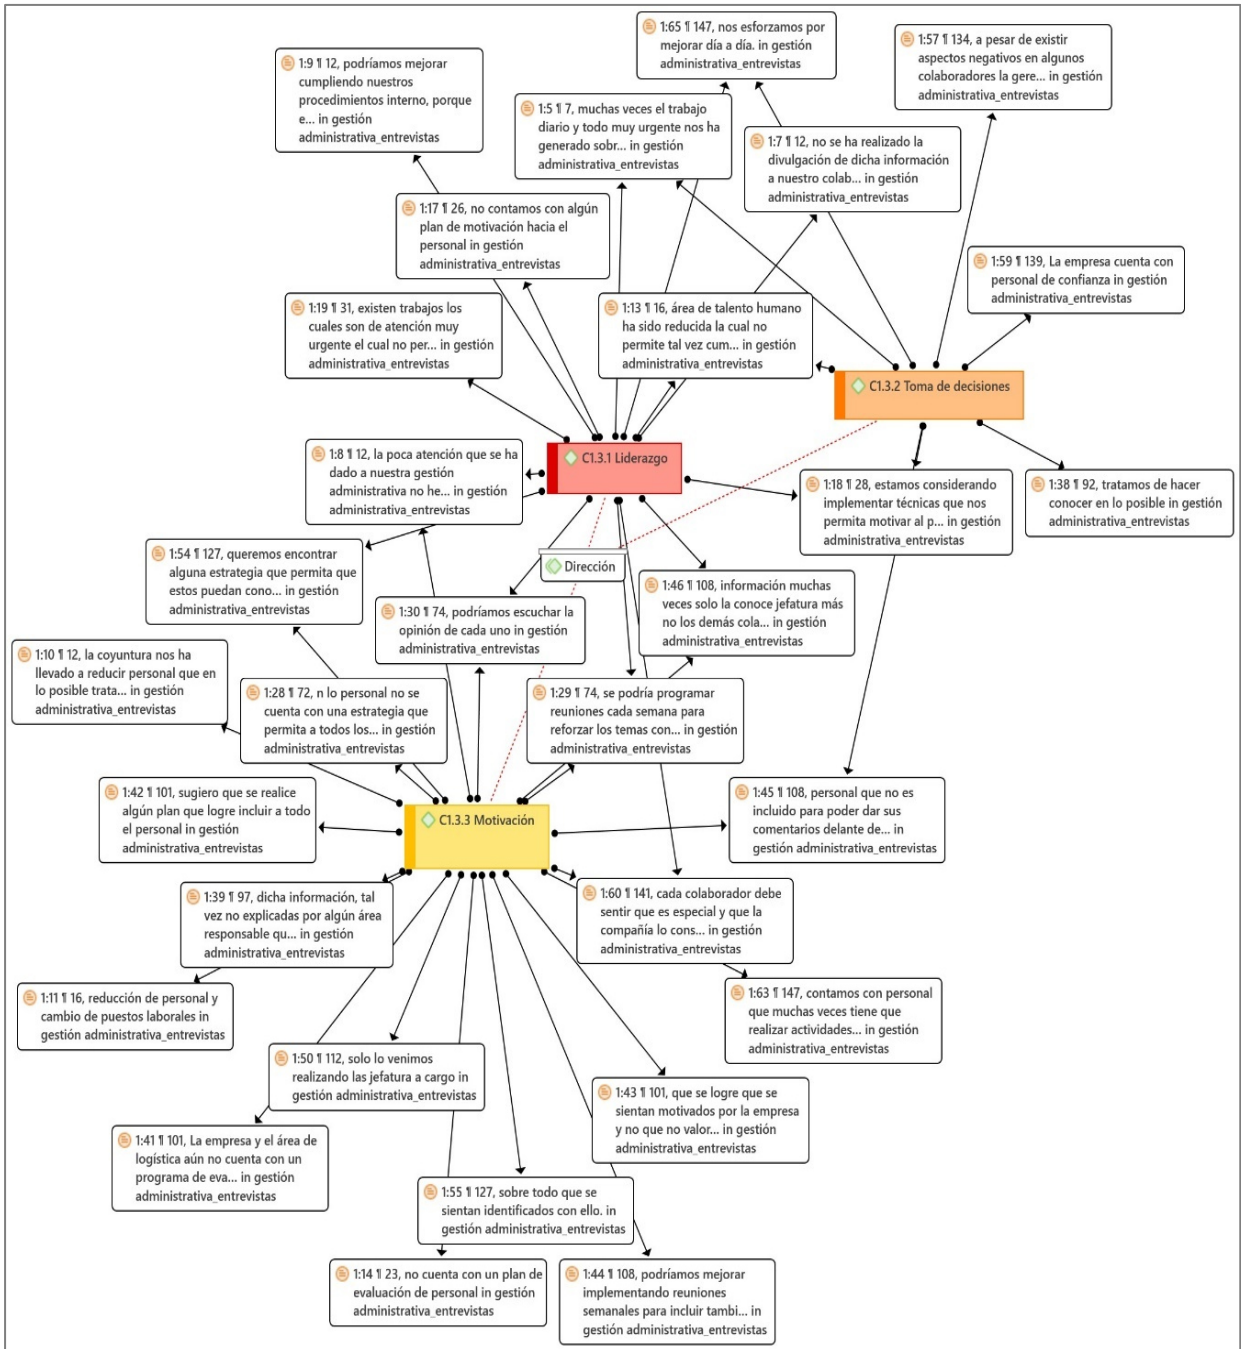 1:65 ¶ 147, nos esforzamos por
mejorar día a día. in gestión
administrativa_entrevistas
1:57 ¶ 134, a pesar de existir
aspectos negativos en algunos
colaboradores la gere... in gestión
administrativa_entrevistas
1:9 ¶ 12, podríamos mejorar
cumpliendo nuestros
procedimientos interno, porque
e... in gestión
administrativa_entrevistas
1:5 ¶ 7, muchas veces el trabajo
diario y todo muy urgente nos ha
generado sobr... in gestión
administrativa_entrevistas
1:7 ¶ 12, no se ha realizado la
divulgación de dicha información
a nuestro colab... in gestión
administrativa_entrevistas
1:17 ¶ 26, no contamos con algún
plan de motivación hacia el
personal in gestión
administrativa_entrevistas
1:59 ¶ 139, La empresa cuenta con
personal de confianza in gestión
administrativa_entrevistas
1:19 ¶ 31, existen trabajos los
cuales son de atención muy
urgente el cual no per... in gestión
administrativa_entrevistas
1:13 ¶ 16, área de talento humano
ha sido reducida la cual no
permite tal vez cum... in gestión
administrativa_entrevistas
C1.3.2 Toma de decisiones
1:8 ¶ 12, la poca atención que se ha
dado a nuestra gestión
administrativa no he... in gestión
administrativa_entrevistas
C1.3.1 Liderazgo
1:18 ¶ 28, estamos considerando
implementar técnicas que nos
permita motivar al p... in gestión
administrativa_entrevistas
1:38 ¶ 92, tratamos de hacer
conocer en lo posible in gestión
administrativa_entrevistas
1:54 ¶ 127, queremos encontrar
alguna estrategia que permita que
estos puedan cono... in gestión
administrativa_entrevistas
Dirección
1:30 ¶ 74, podríamos escuchar la
opinión de cada uno in gestión
administrativa_entrevistas
1:46 ¶ 108, información muchas
veces solo la conoce jefatura más
no los demás cola... in gestión
administrativa_entrevistas
1:10 ¶ 12, la coyuntura nos ha
llevado a reducir personal que en
lo posible trata... in gestión
administrativa_entrevistas
1:28 ¶ 72, n lo personal no se
cuenta con una estrategia que
permita a todos los... in gestión
administrativa_entrevistas
1:29 ¶ 74, se podría programar
reuniones cada semana para
reforzar los temas con... in gestión
administrativa_entrevistas
1:42 ¶ 101, sugiero que se realice
algún plan que logre incluir a todo
el personal in gestión
administrativa_entrevistas
C1.3.3 Motivación
1:45 ¶ 108, personal que no es
incluido para poder dar sus
comentarios delante de... in
gestión administrativa_entrevistas
1:39 ¶ 97, dicha información, tal
vez no explicadas por algún área
responsable qu... in gestión
administrativa_entrevistas
1:60 ¶ 141, cada colaborador debe
sentir que es especial y que la
compañía lo cons... in gestión
administrativa_entrevistas
1:11 ¶ 16, reducción de personal y
cambio de puestos laborales in
gestión administrativa_entrevistas
1:63 ¶ 147, contamos con personal
que muchas veces tiene que
realizar actividades... in gestión
administrativa_entrevistas
1:50 ¶ 112, solo lo venimos
realizando las jefatura a cargo in
gestión administrativa_entrevistas
1:43 ¶ 101, que se logre que se
sientan motivados por la empresa
y no que no valor... in gestión
administrativa_entrevistas
1:41 ¶ 101, La empresa y el área de
logística aún no cuenta con un
programa de eva... in gestión
administrativa_entrevistas
1:55 ¶ 127, sobre todo que se
sientan identificados con ello. in
gestión administrativa_entrevistas
1:14 ¶ 23, no cuenta con un plan de
evaluación de personal in gestión
administrativa_entrevistas
1:44 ¶ 108, podríamos mejorar
implementando reuniones
semanales para incluir tambi... in
gestión administrativa_entrevistas